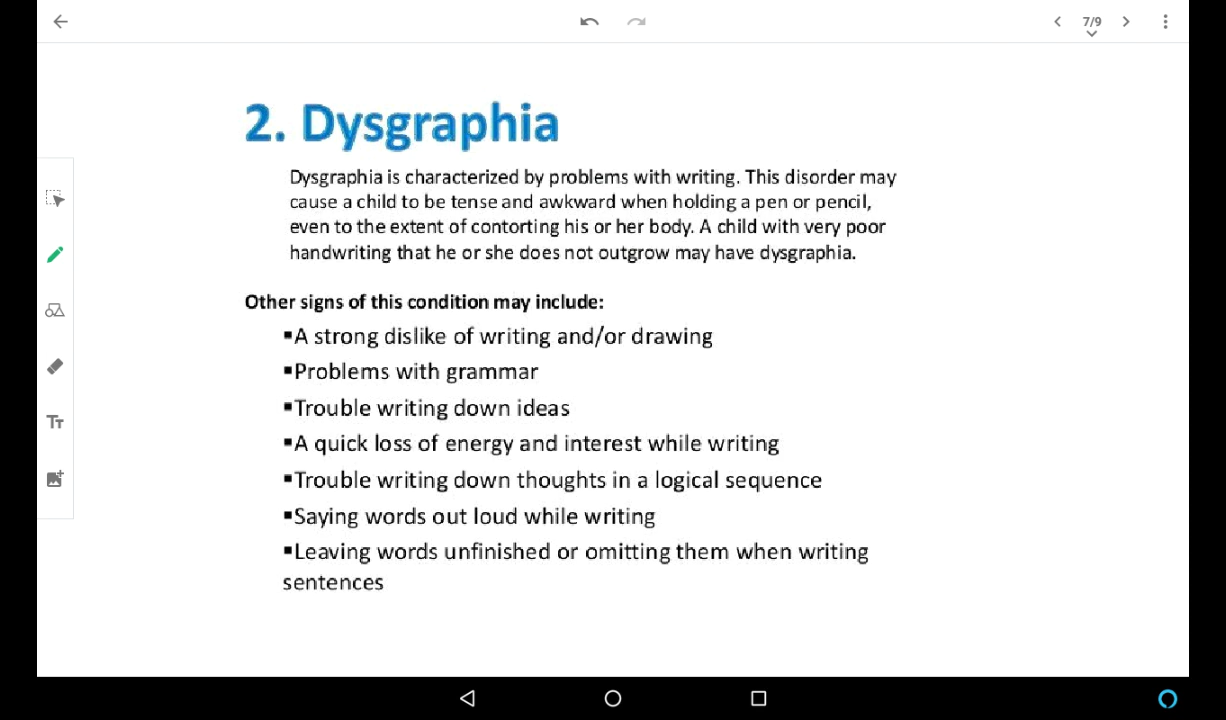 7/9
2. Dysgraphia
Dysgraphia is characterized by problems with writing. This disorder may
cause a child to be tense and awkward when holding a pen or pencil,
even to the extent of contorting his or her body. A child with very poor
handwriting that he or she does not outgrow may have dysgraphia.
Other signs of this condition may include:
▪A strong dislike of writing and/or drawing
▪Problems with grammar
▪Trouble writing down ideas
▪A quick loss of energy and interest while writing
▪Trouble writing down thoughts in a logical sequence
▪Saying words out loud while writing
▪Leaving words unfinished or omitting them when writing
sentences
Tт